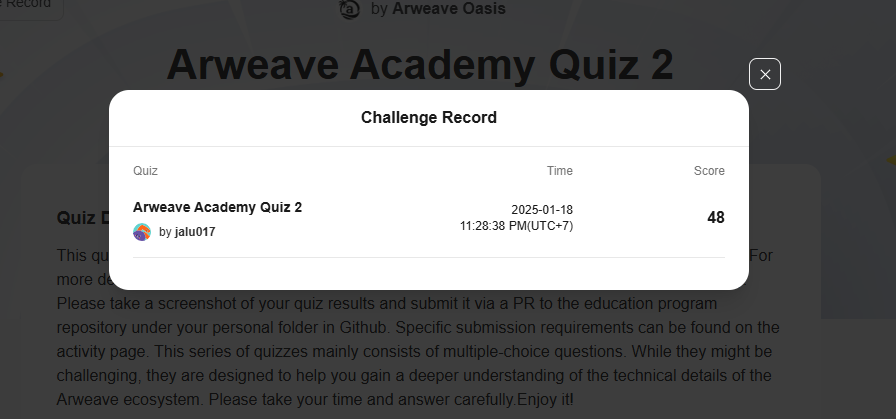 e Record
by Arweave Oasis
Arweave Academy Quiz 2
Challenge Record
Quiz Time Score
Arweave Academy Quiz 2
2025-01-18
11:28:38 PM(UTC+7)
48
by jalu017
Quiz D
This qu For
more de
Please take a screenshot of your quiz results and submit it via a PR to the education program
repository under your personal folder in Github. Specific submission requirements can be found on the
activity page. This series of quizzes mainly consists of multiple-choice questions. While they might be
challenging, they are designed to help you gain a deeper understanding of the technical details of the
Arweave ecosystem. Please take your time and answer carefully.Enjoy it!